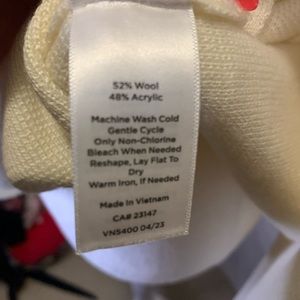 52% Wool
48% Acrylic
Machine Wash Cold
Gentle Cycle
Only Non-Chlorine
Bleach When Needed
Reshape, Lay Flat To
Dry
Warm Iron, If Needed
Made In Vietnam
CA# 23147
VN5400 04/23